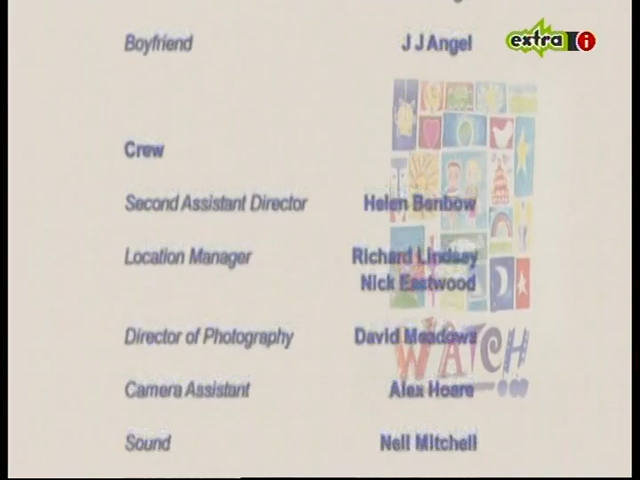 extra i
Boyfriend J J Angel
Crew
Second Assistant Director Helen Benbow
Location Manager Richard Lindsay
Nick Eastwood
Director of Photography David Meadows
WATCH
Camera Assistant Alex Hoare
Sound Neil Mitchell